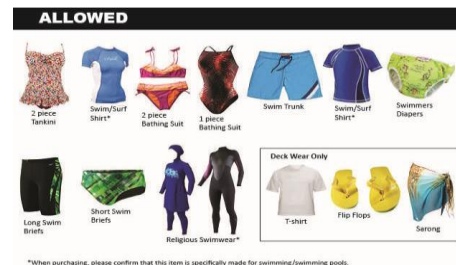 ALLOWED
2 piece
Tankini
Swim/Surf
Shirt*
2 piece
Bathing Suit
1 piece
Bathing Suit
Swim Trunk
Swim/Surf
Shirt*
Swimmers
Diapers
Long Swim
Briefs
Short Swim
Briefs
Religious Swimwear*
Deck Wear Only
T-shirt
Flip Flops
Sarong
*When purchasing, please confirm that this item is specifically made for swimming/swimming pools.